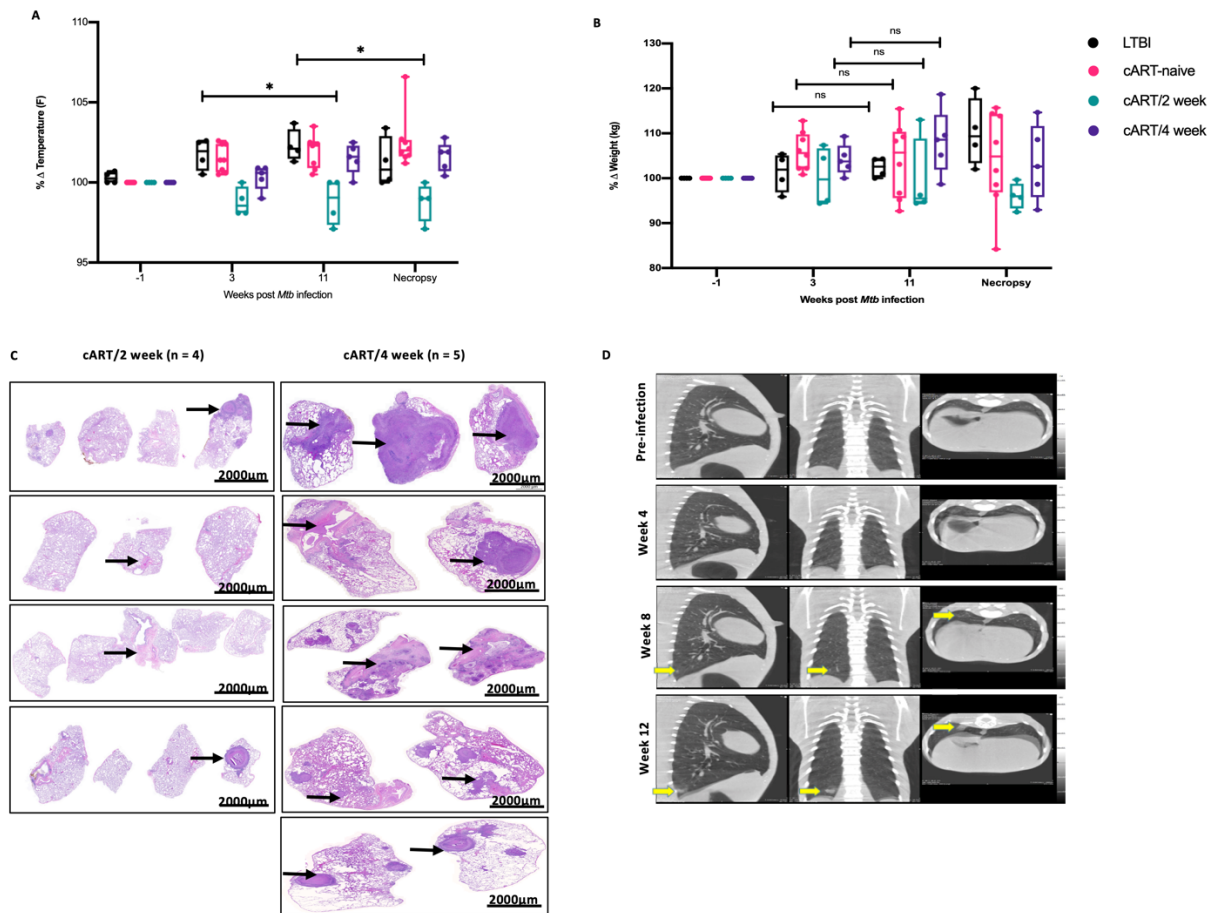 A
110
105
100
95
% Δ Temperature (F)
*
*
-1 3 11 Necropsy
Weeks post Mtb infection
B
130
120
110
100
90
80
% Δ Weight (kg)
ns
ns
ns
ns
-1 3 11 Necropsy
Weeks post Mtb infection
LTBI
cART-naive
cART/2 week
cART/4 week
C
cART/2 week (n = 4)
cART/4 week (n = 5)
2000μm
2000μm
2000μm
2000μm
2000μm
2000μm
2000μm
2000μm
2000μm
D
Pre-infection
Week 4
Week 8
Week 12